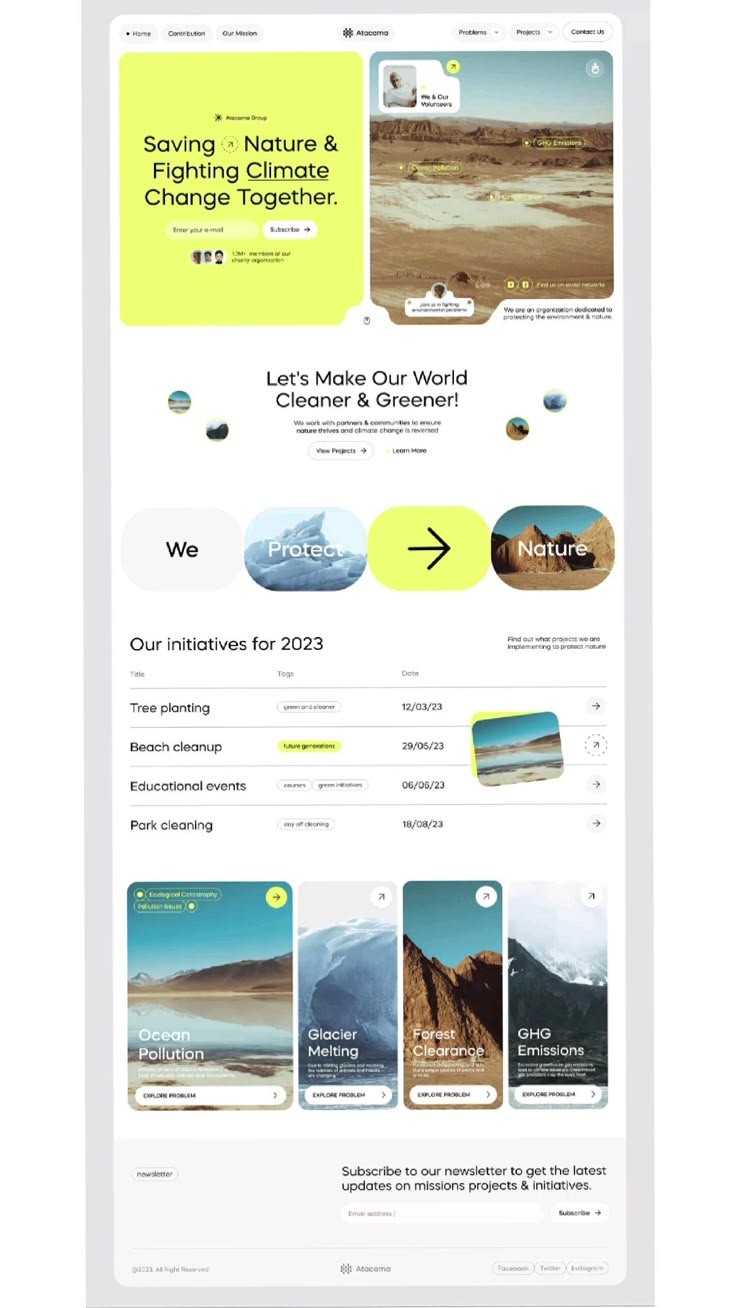 Home
Contribution
Our Mission
Atacama
Problems
Projects
Contact Us
Atacama Group
Saving Nature &
Fighting Climate
Change Together.
Enter your e-mail
Subscribe
1.7M+ members of our
charity organization
We & Our
Volunteers
GHG Emissions
Ocean Pollution
Join us in fighting
environmental problems
Find us on social networks
We are an organization dedicated to
protecting the environment & nature.
Let's Make Our World
Cleaner & Greener!
We work with partners & communities to ensure
nature thrives and climate change is reversed
View Projects
Learn More
We
Protect
Nature
Our initiatives for 2023
Find out what projects we are
implementing to protect nature
Title
Tags
Date
Tree planting
green and cleaner
12/03/23
Beach cleanup
future generations
29/05/23
Educational events
courses
green initiatives
06/06/23
Park cleaning
day off cleaning
18/08/23
Ecological Catastrophy
Pollution Issues
Ocean
Pollution
EXPLORE PROBLEM
Glacier
Melting
EXPLORE PROBLEM
Forest
Clearance
EXPLORE PROBLEM
GHG
Emissions
EXPLORE PROBLEM
newsletter
Subscribe to our newsletter to get the latest
updates on missions projects & initiatives.
Email address|
Subscribe
@2023. All Right Reserved
Atacama
Facebook
Twitter
Instagram